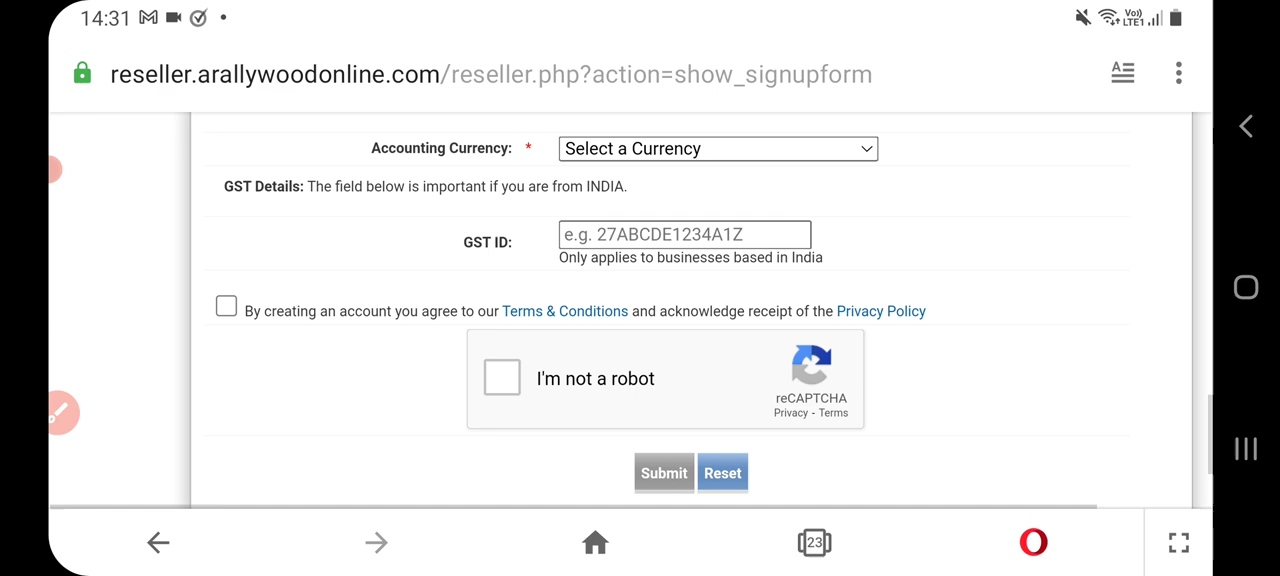 14:31 Vo)) LTE1
reseller.arallywoodonline.com/reseller.php?action=show_signupform
Accounting Currency: * Select a Currency
GST Details: The field below is important if you are from INDIA.
GST ID: e.g. 27ABCDE1234A1Z
Only applies to businesses based in India
By creating an account you agree to our Terms & Conditions and acknowledge receipt of the Privacy Policy
I'm not a robot
reCAPTCHA
Privacy - Terms
Submit Reset
23